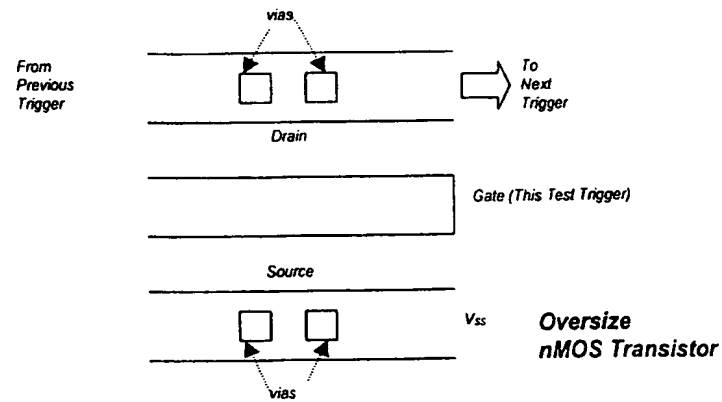 vias
From
Previous
Trigger
To
Next
Trigger
Drain
Gate (This Test Trigger)
Source
Vss
Oversize
nMOS Transistor
vias